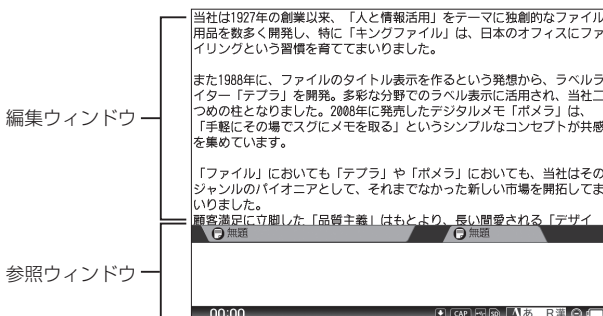 当社は1927年の創業以来、「人と情報活用」をテーマに独創的なファイル
用品を数多く開発し、特に「キングファイル」は、日本のオフィスにファ
イリングという習慣を育ててまいりました。
また1988年に、ファイルのタイトル表示を作るという発想から、ラベルラ
イター「テプラ」を開発。多彩な分野でのラベル表示に活用され、当社二
つめの柱となりました。2008年に発売したデジタルメモ「ポメラ」は、
「手軽にその場でスグにメモを取る」というシンプルなコンセプトが共感
を集めています。
「ファイル」においても「テプラ」や「ポメラ」においても、当社はその
ジャンルのパイオニアとして、それまでなかった新しい市場を開拓してま
いりました。
顧客満足に立脚した「品質主義」はもとより、長い間愛される「デザイ
編集ウィンドウ
無題 無題
参照ウィンドウ
00:00 CAP SD あ R漢